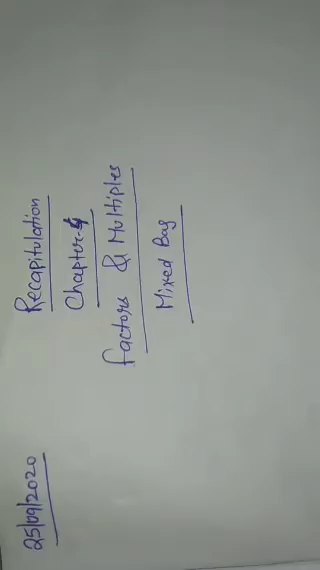 25/09/2020
Recapitulation
Chapter-4
Factors & Multiples
Mixed Bag